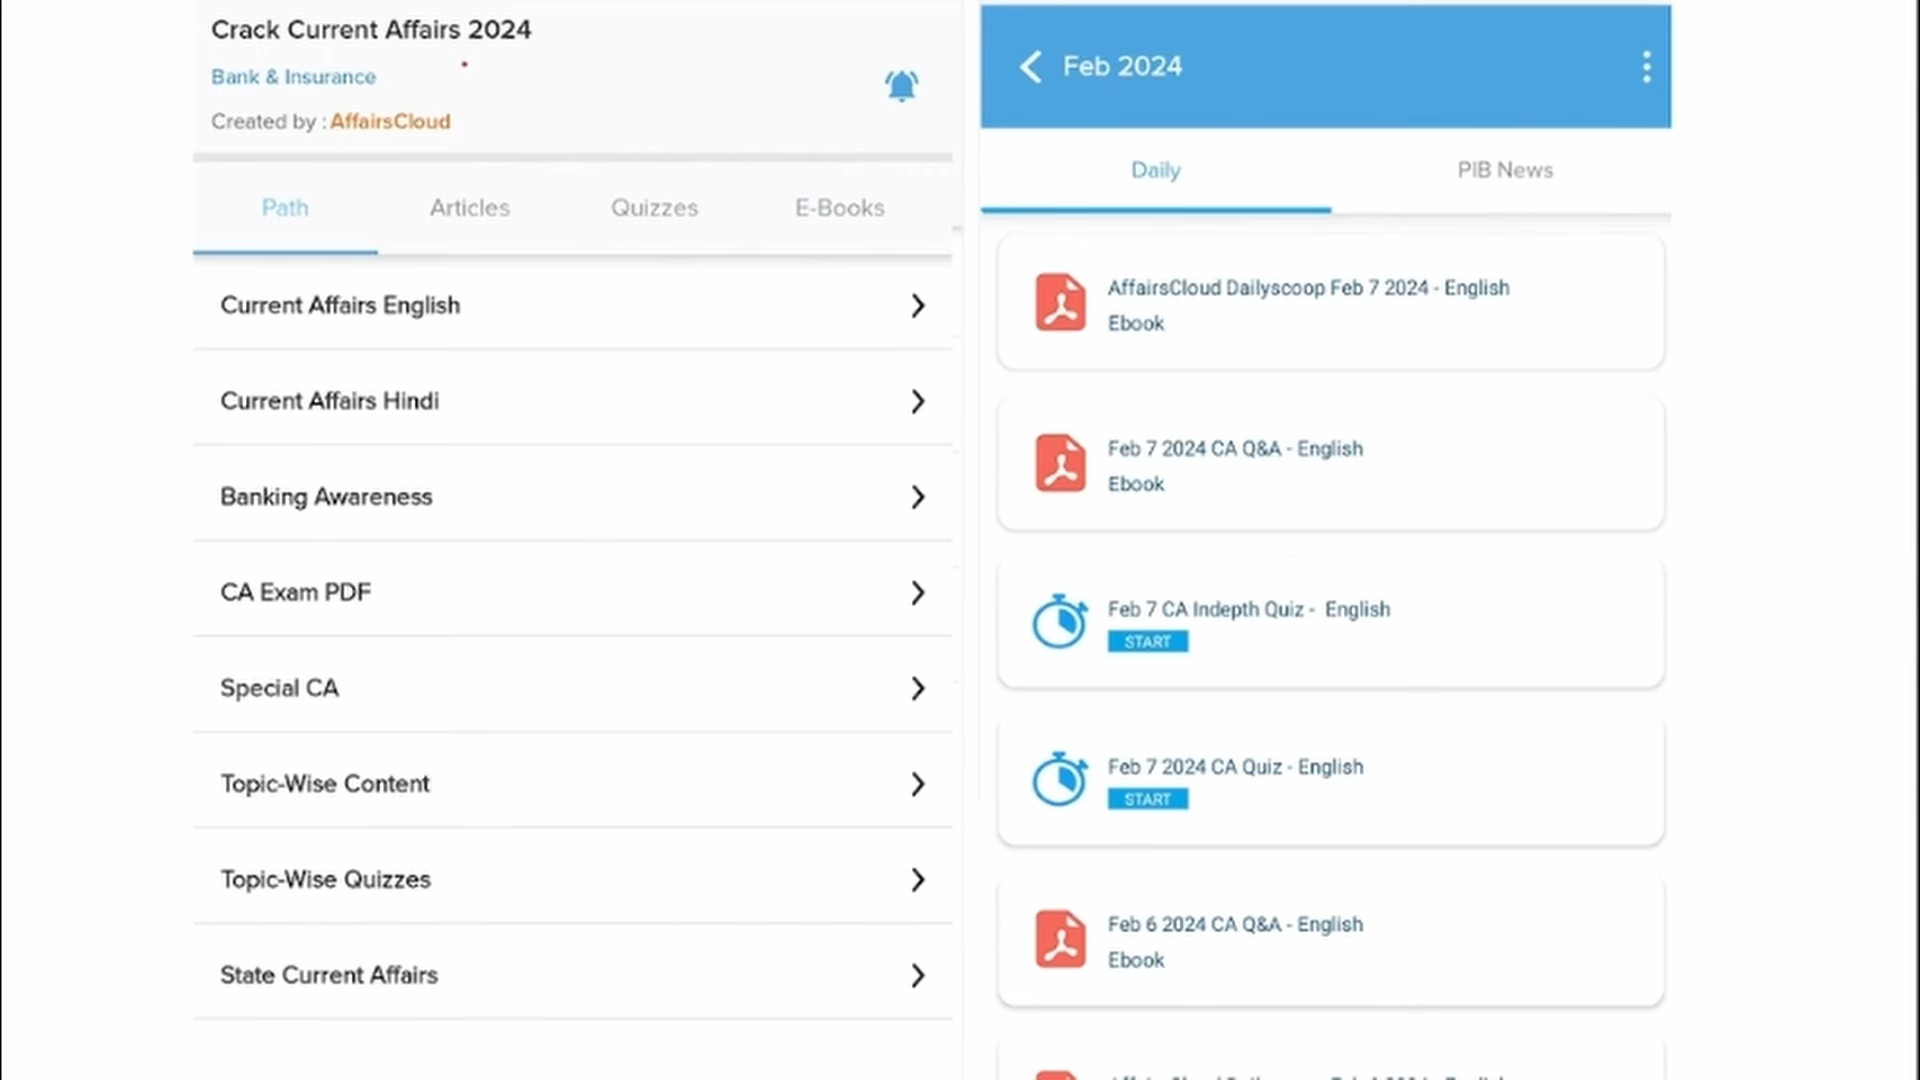 Crack Current Affairs 2024
Bank & Insurance
Created by : AffairsCloud
Path
Articles
Quizzes
E-Books
Current Affairs English
Current Affairs Hindi
Banking Awareness
CA Exam PDF
Special CA
Topic-Wise Content
Topic-Wise Quizzes
State Current Affairs
Feb 2024
Daily
PIB News
AffairsCloud Dailyscoop Feb 7 2024 - English
Ebook
Feb 7 2024 CA Q&A - English
Ebook
Feb 7 CA Indepth Quiz - English
START
Feb 7 2024 CA Quiz - English
START
Feb 6 2024 CA Q&A - English
Ebook